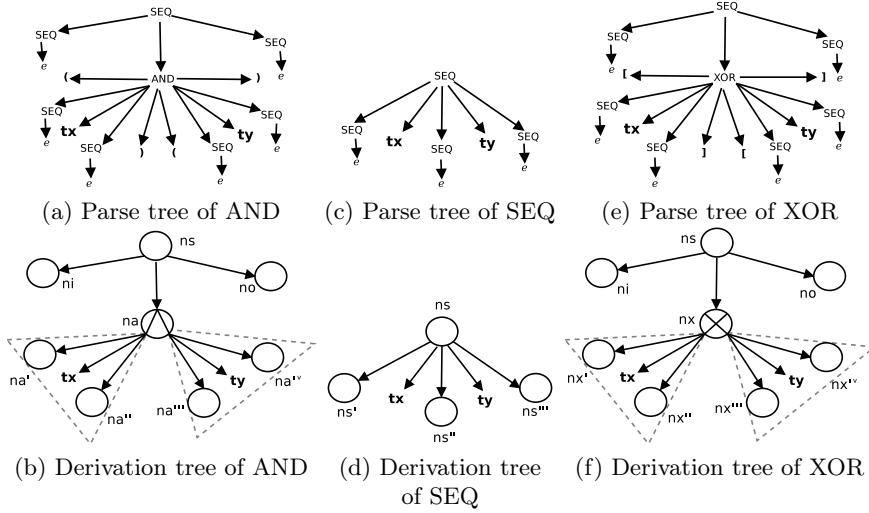 SEQ
SEQ
SEQ
e
e
( AND )
SEQ
SEQ
e
tx
ty
e
SEQ
) (
SEQ
e
e
(a) Parse tree of AND
SEQ
SEQ
tx
ty
SEQ
e
SEQ
e
e
(c) Parse tree of SEQ
SEQ
SEQ
SEQ
e
e
[ XOR ]
SEQ
SEQ
e
tx
ty
e
SEQ
] [
SEQ
e
e
(e) Parse tree of XOR
ns
ni
no
na
na'
tx
ty
na'ᵛ
na''
na'''
(b) Derivation tree of AND
ns
ns'
tx
ty
ns'''
ns''
(d) Derivation tree
of SEQ
ns
ni
no
nx
nx'
tx
ty
nx'ᵛ
nx''
nx'''
(f) Derivation tree of XOR